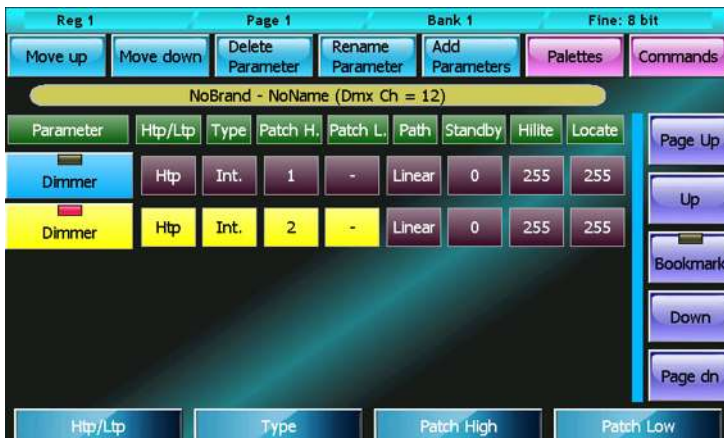 Reg 1 Page 1 Bank 1 Fine: 8 bit
Move up Move down Delete Parameter Rename Parameter Add Parameters Palettes Commands
NoBrand - NoName (Dmx Ch = 12)
Parameter Htp/Ltp Type Patch H. Patch L. Path Standby Hilite Locate
Dimmer Htp Int. 1 - Linear 0 255 255
Dimmer Htp Int. 2 - Linear 0 255 255
Page Up
Up
Bookmark
Down
Page dn
Htp/Ltp Type Patch High Patch Low